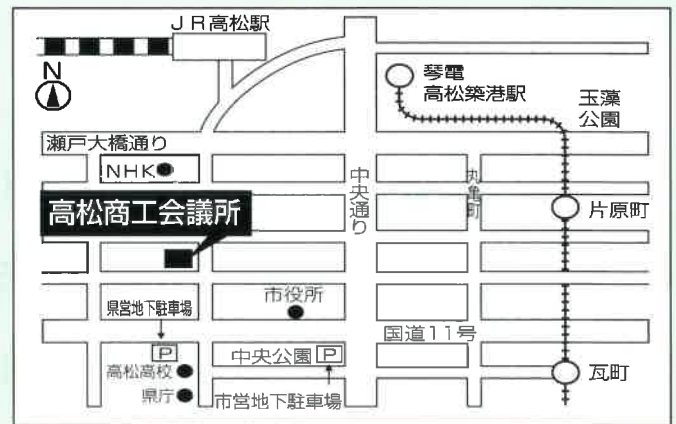 JR高松駅
N
琴電
高松築港駅
玉藻
公園
瀬戸大橋通り
NHK
中央通り
丸亀町
片原町
高松商工会議所
県営地下駐車場
市役所
国道11号
P
中央公園 P
高松高校
県庁
市営地下駐車場
瓦町